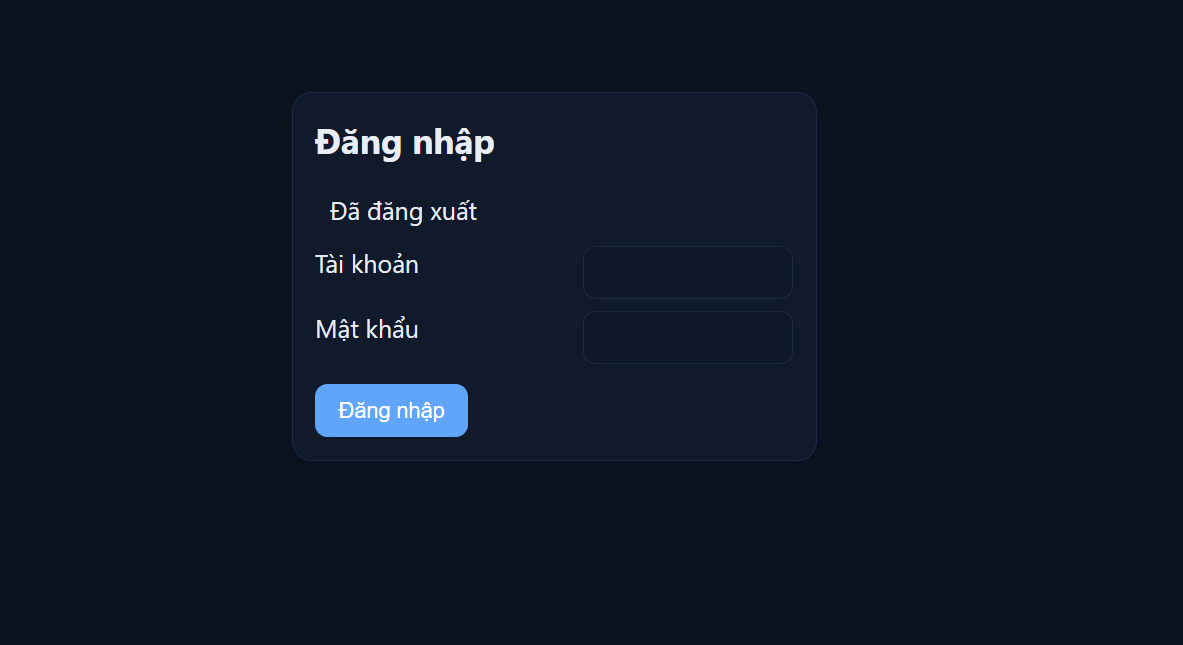 Đăng nhập
Đã đăng xuất
Tài khoản
Mật khẩu
Đăng nhập